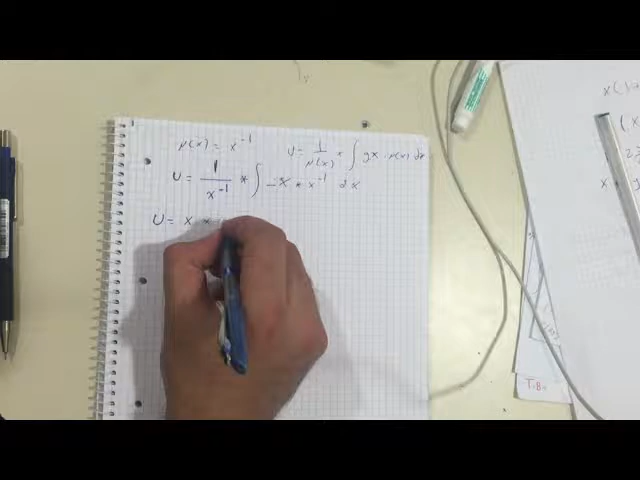 μ(x) = x⁻¹ U = 1/μ(x) * ∫ gx . μ(x) dx
U = 1/x⁻¹ * ∫ -x * x⁻¹ dx
U = x *
x(
(x
T.B.